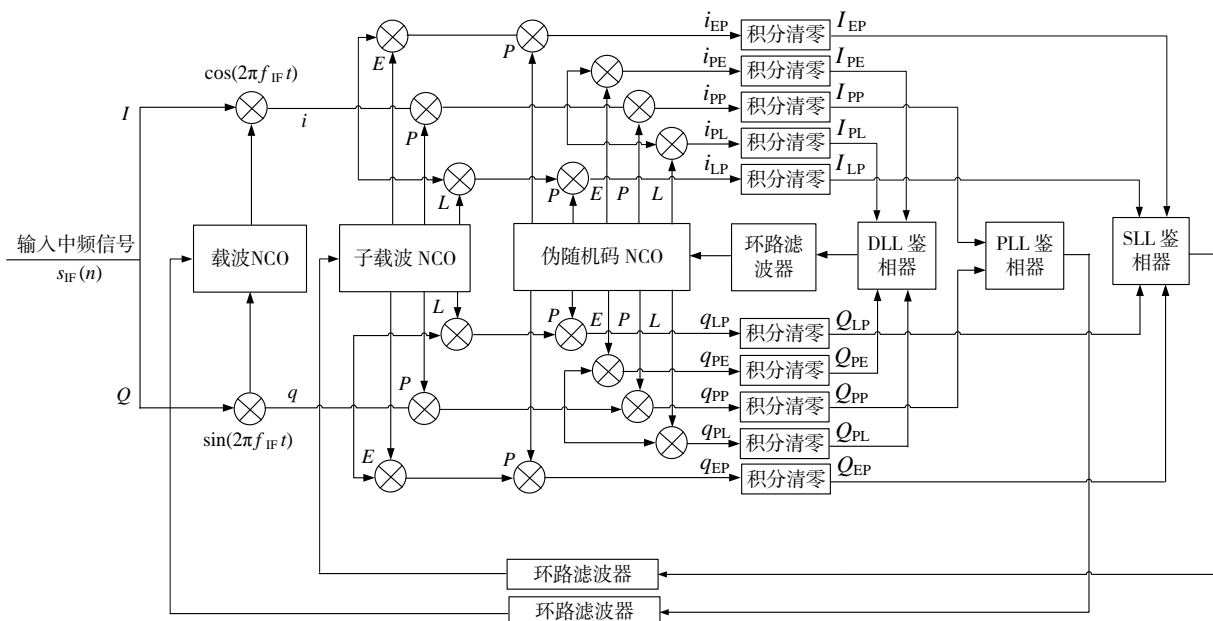 E
P
i_EP
积分清零
I_EP
cos(2πf_IF t)
i_PE
积分清零
I_PE
I
i
P
i_PP
积分清零
I_PP
i_PL
积分清零
I_PL
L
P
E
P
L
i_LP
积分清零
I_LP
输入中频信号
s_IF(n)
载波NCO
子载波 NCO
伪随机码 NCO
环路滤
波器
DLL 鉴
相器
PLL 鉴
相器
SLL 鉴
相器
L
P
E
P
L
q_LP
积分清零
Q_LP
q_PE
积分清零
Q_PE
Q
q
P
q_PP
积分清零
Q_PP
sin(2πf_IF t)
q_PL
积分清零
Q_PL
E
P
q_EP
积分清零
Q_EP
环路滤波器
环路滤波器